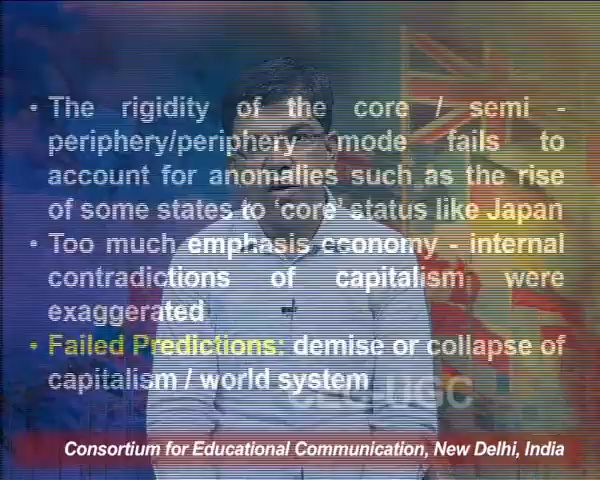 • The rigidity of the core / semi -
periphery/periphery mode fails to
account for anomalies such as the rise
of some states to ‘core’ status like Japan
• Too much emphasis economy - internal
contradictions of capitalism were
exaggerated
• Failed Predictions: demise or collapse of
capitalism / world system
CEC-UGC
Consortium for Educational Communication, New Delhi, India